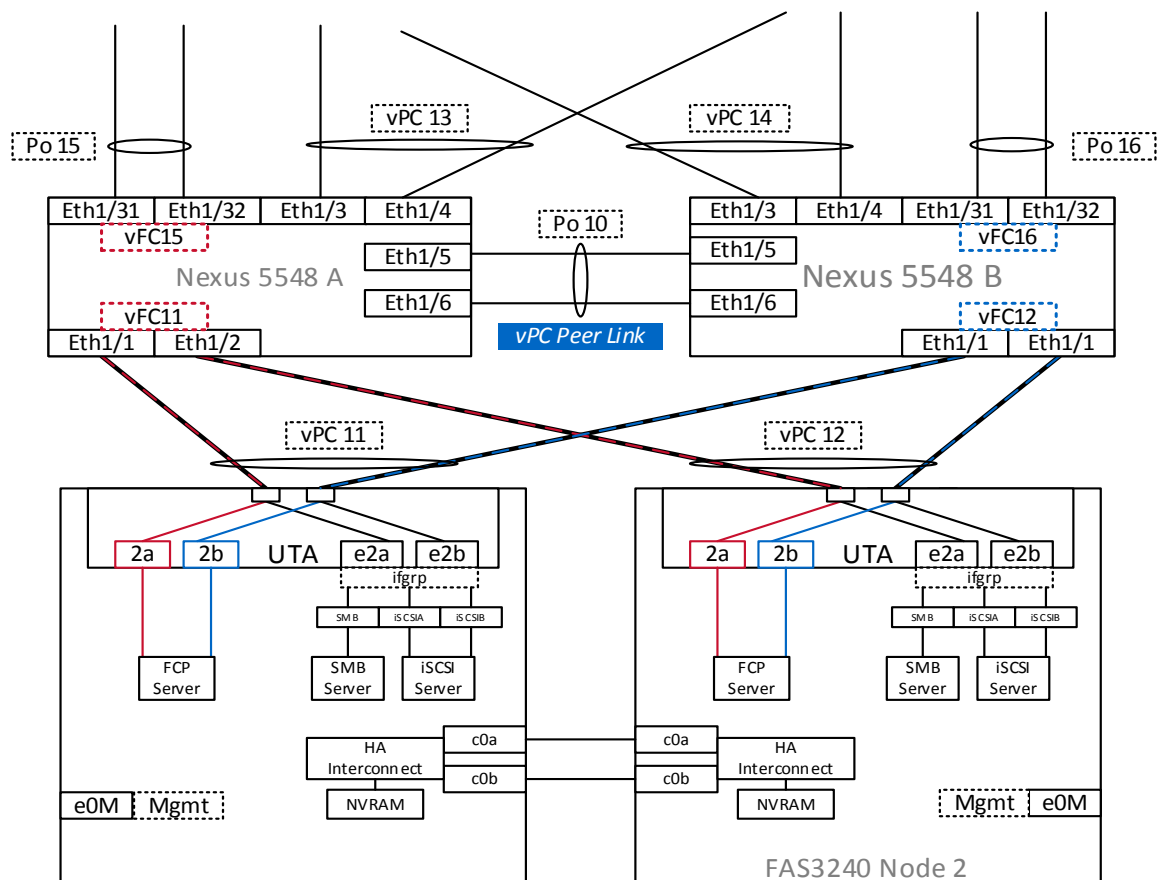 Po 15
vPC 13
vPC 14
Po 16
Eth1/31 Eth1/32 Eth1/3 Eth1/4
Eth1/3 Eth1/4 Eth1/31 Eth1/32
vFC15
Po 10
vFC16
Eth1/5
Eth1/5
Nexus 5548 A
Nexus 5548 B
Eth1/6
Eth1/6
vFC11
vPC Peer Link
vFC12
Eth1/1 Eth1/2
Eth1/1 Eth1/1
vPC 11
vPC 12
2a 2b UTA e2a e2b
2a 2b UTA e2a e2b
ifgrp
ifgrp
SMB iSCSIA iSCSIB
SMB iSCSIA iSCSIB
FCP
Server
SMB
Server
iSCSI
Server
FCP
Server
SMB
Server
iSCSI
Server
HA
Interconnect
c0a
c0b
c0a
c0b
HA
Interconnect
NVRAM
NVRAM
e0M Mgmt
Mgmt e0M
FAS3240 Node 2